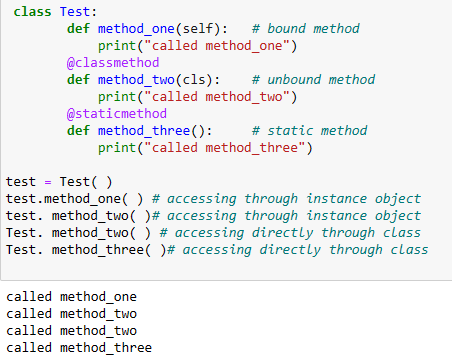 class Test:
def method_one(self):   # bound method
print("called method_one")
@classmethod
def method_two(cls):    # unbound method
print("called method_two")
@staticmethod
def method_three():     # static method
print("called method_three")
test = Test( )
test.method_one( ) # accessing through instance object
test. method_two( )# accessing through instance object
Test. method_two( ) # accessing directly through class
Test. method_three( )# accessing directly through class
called method_one
called method_two
called method_two
called method_three